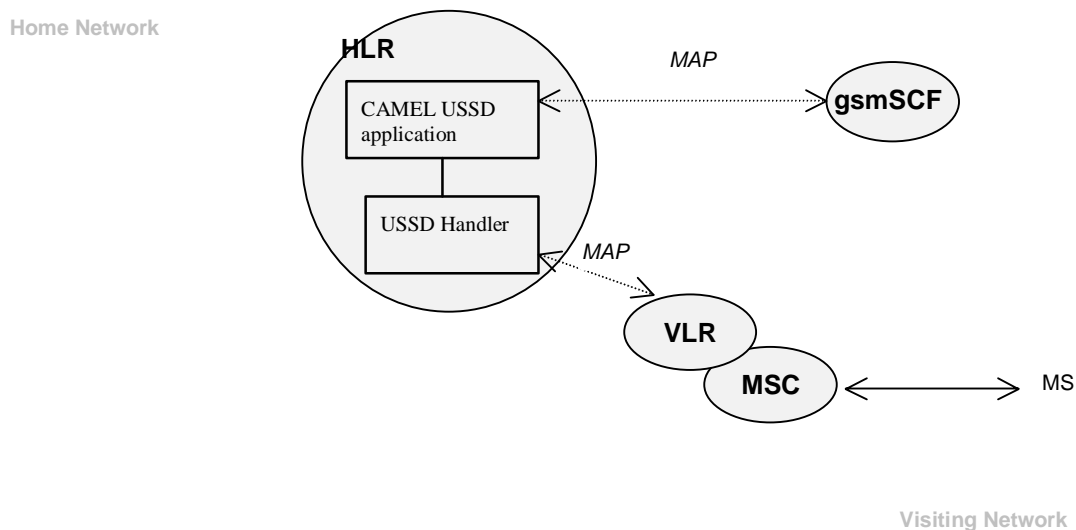 Home Network
HLR
MAP
gsmSCF
CAMEL USSD
application
USSD Handler
MAP
VLR
MSC
MS
Visiting Network